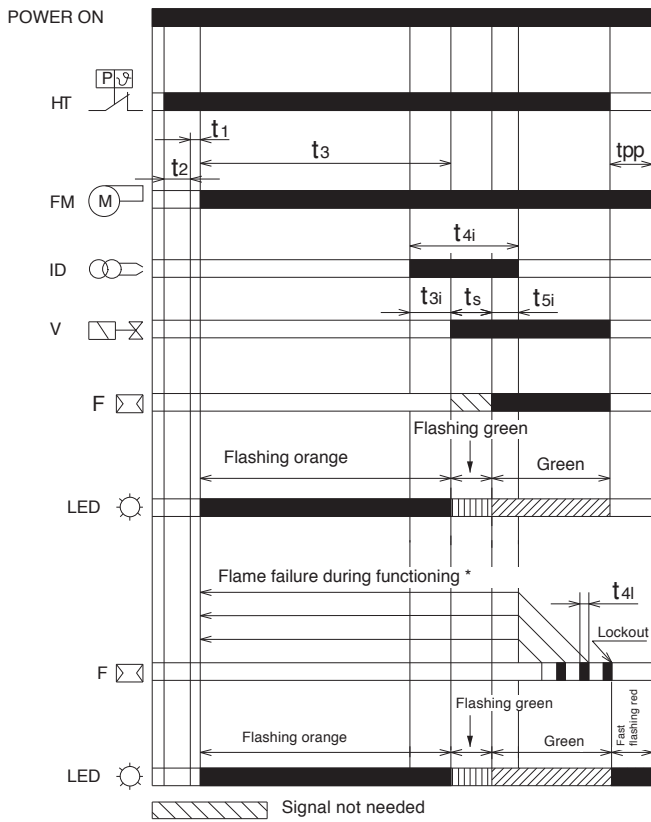 POWER ON
P ϑ
HT
t1
t3
tpp
t2
FM M
t4i
ID
t3i ts t5i
V
F
Flashing green
Flashing orange Green
LED
Flame failure during functioning *
t4l
Lockout
F
Flashing green
Flashing orange Green
Fast
flashing red
LED
Signal not needed